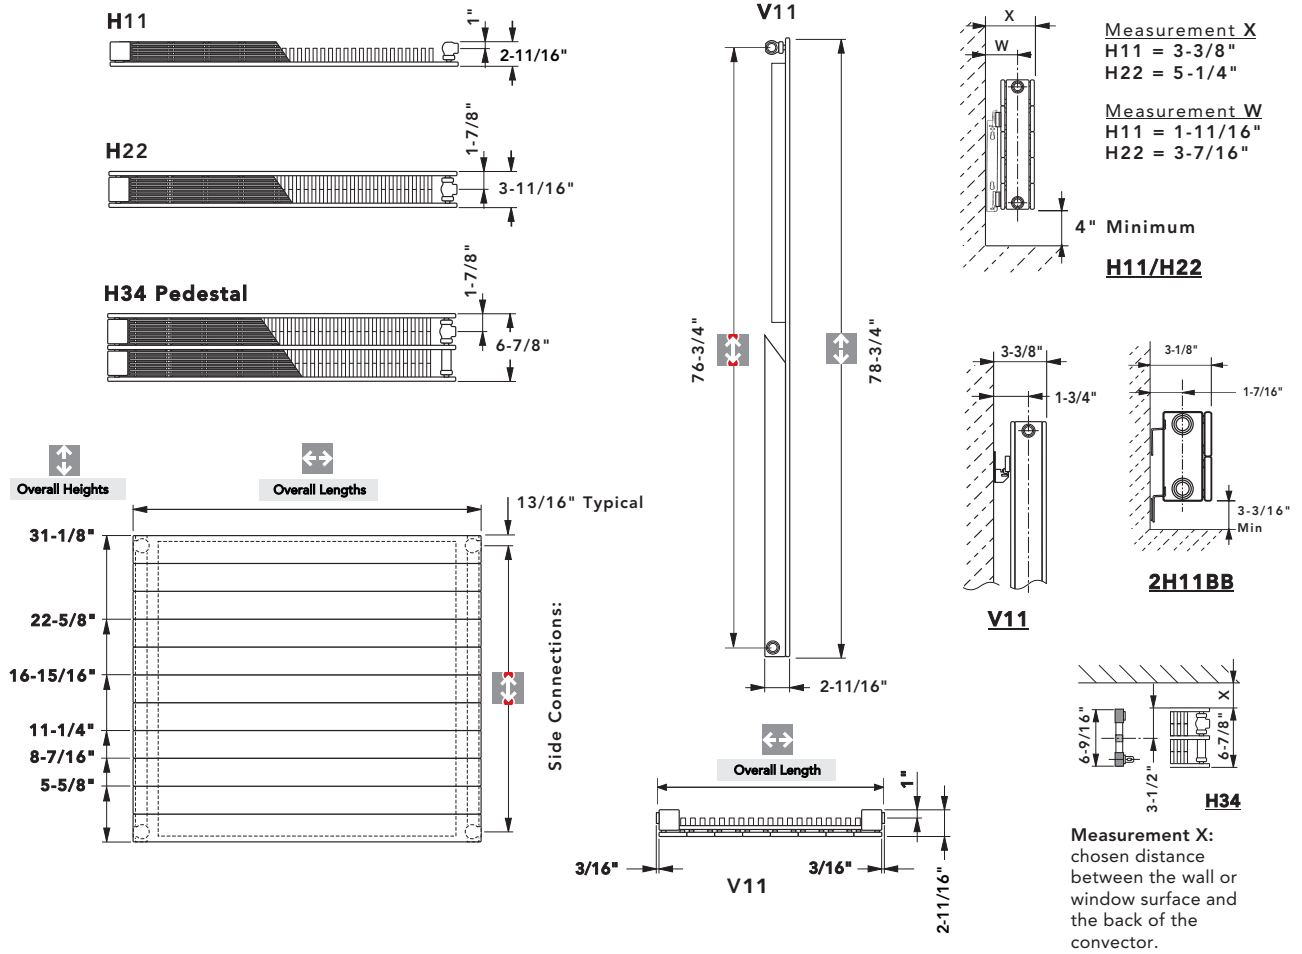 H11
1"
2-11/16"
H22
1-7/8"
3-11/16"
H34 Pedestal
1-7/8"
6-7/8"
Overall Heights
Overall Lengths
13/16" Typical
31-1/8"
22-5/8"
16-15/16"
11-1/4"
8-7/16"
5-5/8"
Side Connections:
V11
76-3/4"
78-3/4"
2-11/16"
Overall Length
1"
3/16"
3/16"
2-11/16"
V11
X
W
Measurement X
H11 = 3-3/8"
H22 = 5-1/4"
Measurement W
H11 = 1-11/16"
H22 = 3-7/16"
4" Minimum
H11/H22
3-3/8"
1-3/4"
V11
3-1/8"
1-7/16"
3-3/16"
Min
2H11BB
X
6-9/16"
3-1/2"
6-7/8"
H34
Measurement X:
chosen distance
between the wall or
window surface and
the back of the
convector.